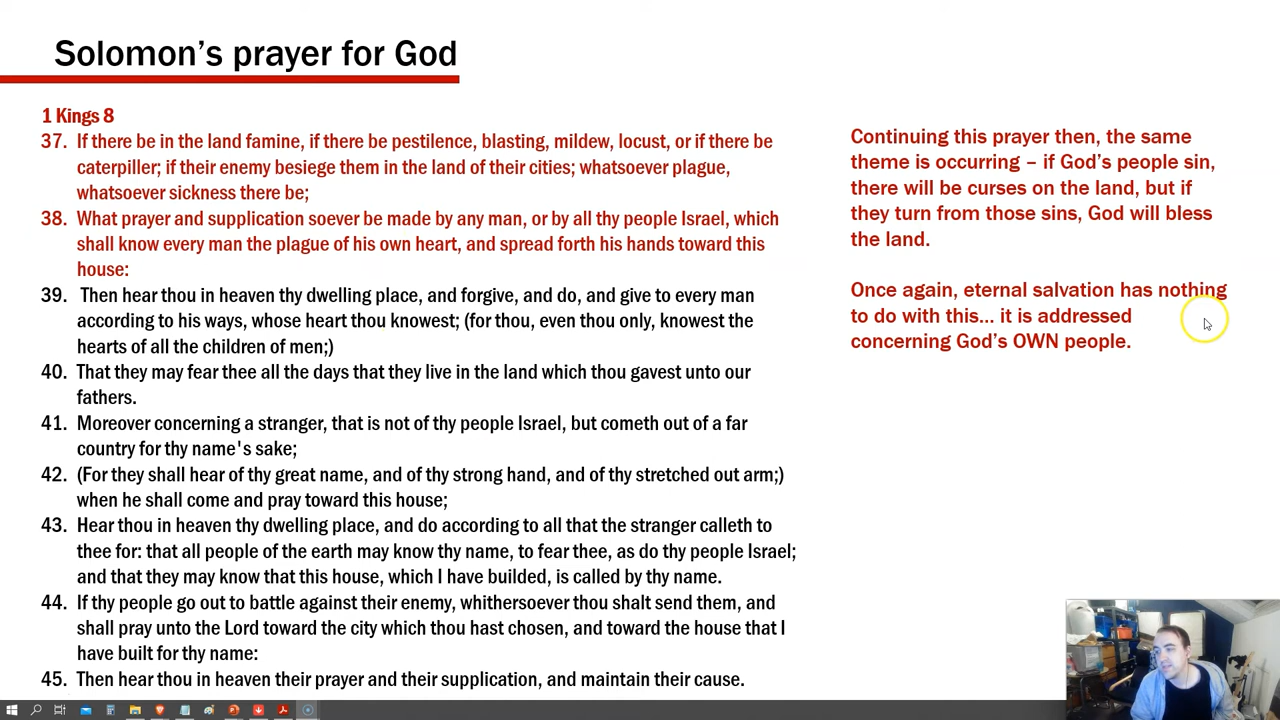 Solomon’s prayer for God
1 Kings 8
37. If there be in the land famine, if there be pestilence, blasting, mildew, locust, or if there be
caterpiller; if their enemy besiege them in the land of their cities; whatsoever plague,
whatsoever sickness there be;
38. What prayer and supplication soever be made by any man, or by all thy people Israel, which
shall know every man the plague of his own heart, and spread forth his hands toward this
house:
39. Then hear thou in heaven thy dwelling place, and forgive, and do, and give to every man
according to his ways, whose heart thou knowest; (for thou, even thou only, knowest the
hearts of all the children of men;)
40. That they may fear thee all the days that they live in the land which thou gavest unto our
fathers.
41. Moreover concerning a stranger, that is not of thy people Israel, but cometh out of a far
country for thy name's sake;
42. (For they shall hear of thy great name, and of thy strong hand, and of thy stretched out arm;)
when he shall come and pray toward this house;
43. Hear thou in heaven thy dwelling place, and do according to all that the stranger calleth to
thee for: that all people of the earth may know thy name, to fear thee, as do thy people Israel;
and that they may know that this house, which I have builded, is called by thy name.
44. If thy people go out to battle against their enemy, whithersoever thou shalt send them, and
shall pray unto the Lord toward the city which thou hast chosen, and toward the house that I
have built for thy name:
45. Then hear thou in heaven their prayer and their supplication, and maintain their cause.
Continuing this prayer then, the same
theme is occurring – if God’s people sin,
there will be curses on the land, but if
they turn from those sins, God will bless
the land.
Once again, eternal salvation has nothing
to do with this... it is addressed
concerning God’s OWN people.